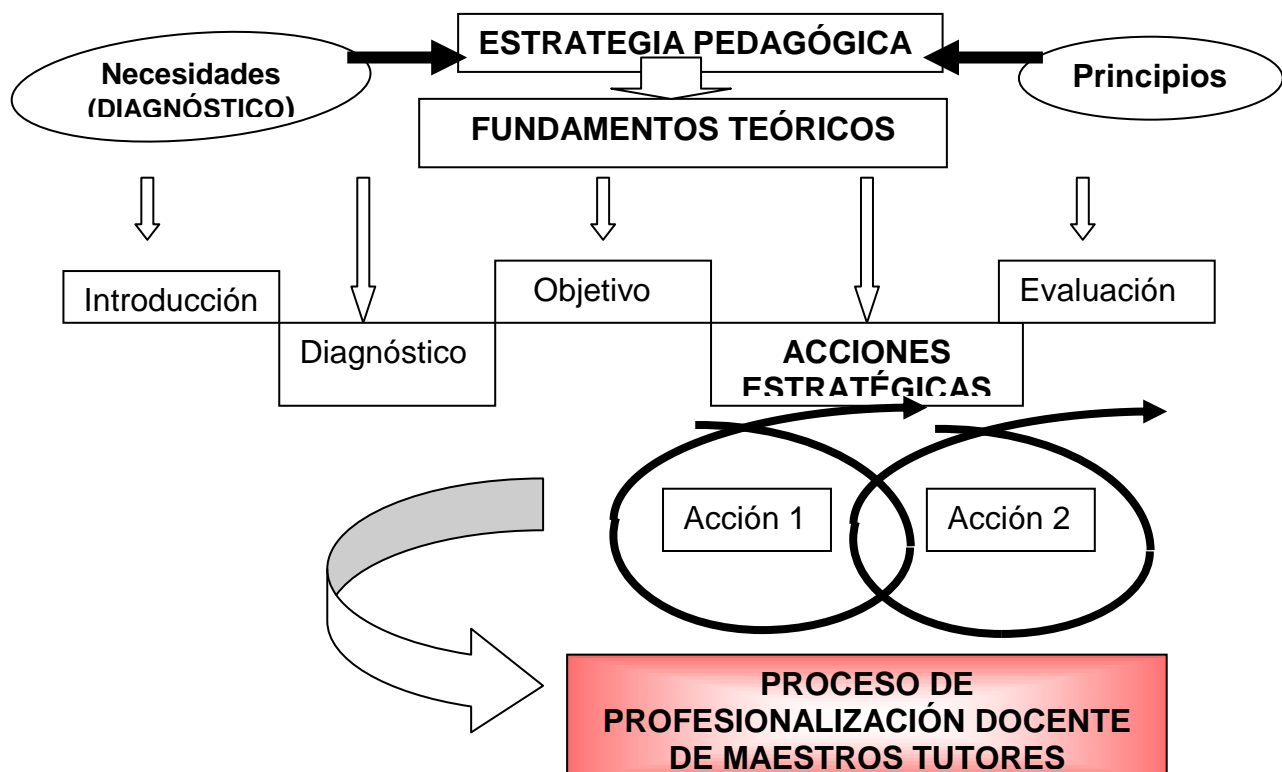 ESTRATEGIA PEDAGÓGICA
Necesidades
(DIAGNÓSTICO)
Principios
FUNDAMENTOS TEÓRICOS
Introducción
Diagnóstico
Objetivo
ACCIONES
ESTRATÉGICAS
Evaluación
Acción 1
Acción 2
PROCESO DE
PROFESIONALIZACIÓN DOCENTE
DE MAESTROS TUTORES